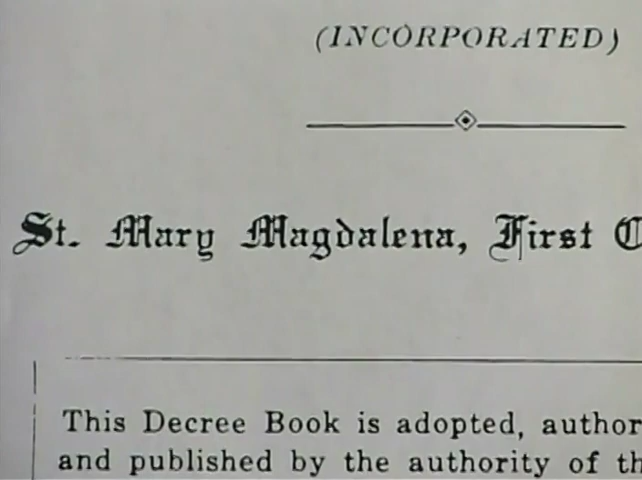 (INCORPORATED)
St. Mary Magdalena, First
This Decree Book is adopted,
and published by the authority of